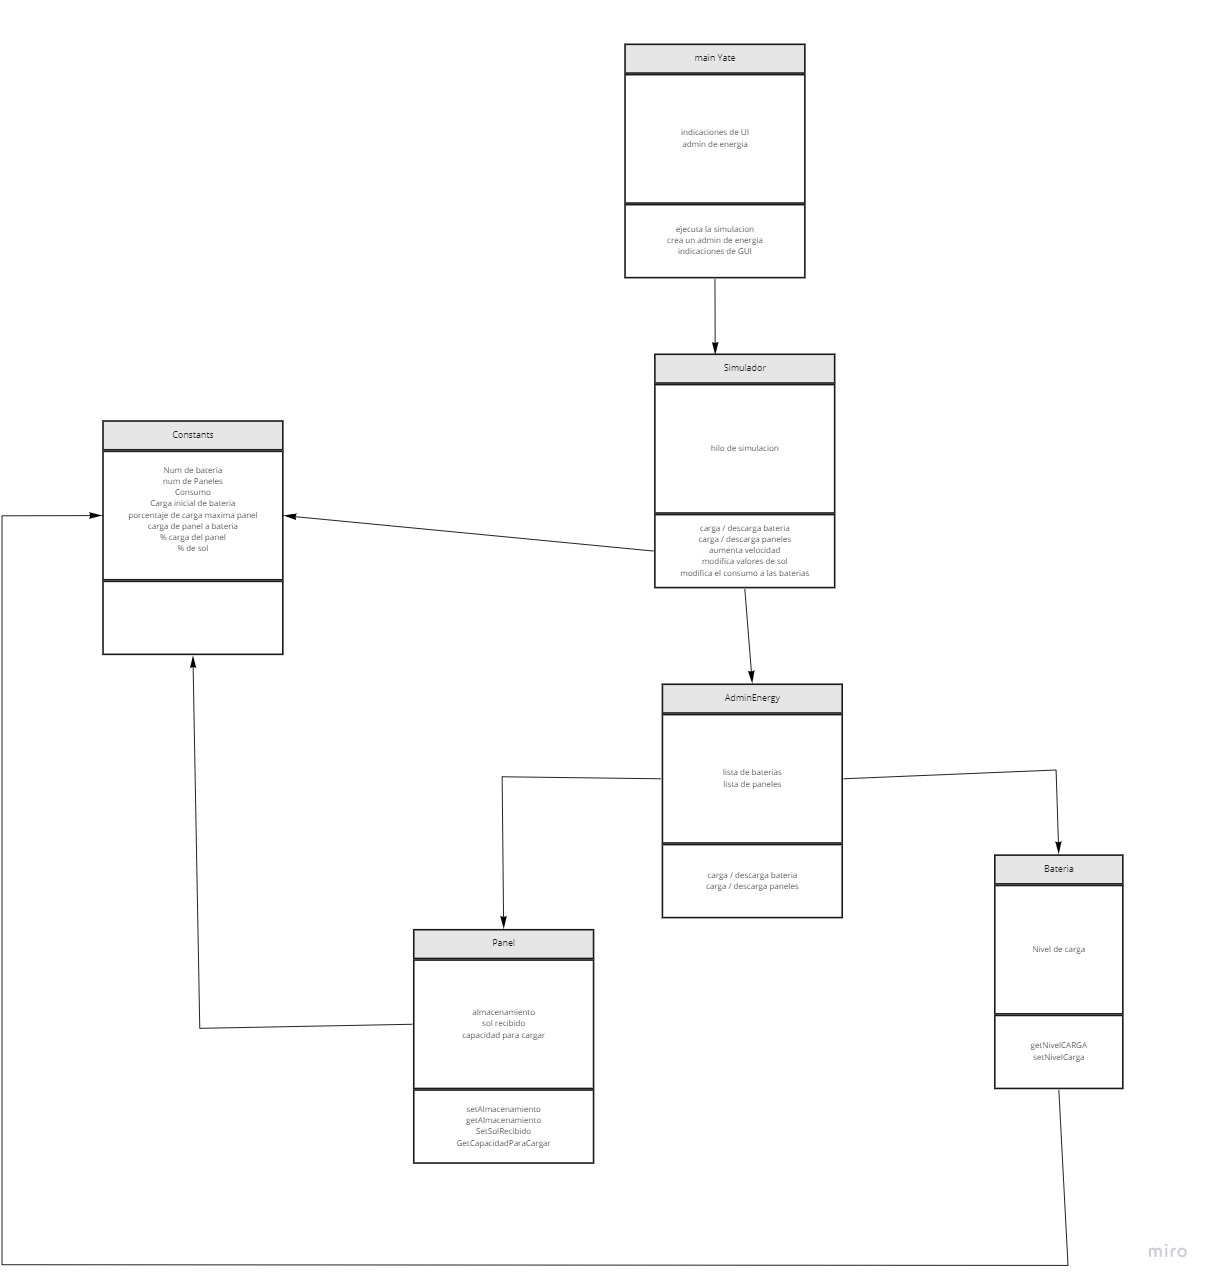 main Yate
indicaciones de UI
admin de energia
ejecuta la simulacion
crea un admin de energia
indicaciones de GUI
Simulador
hilo de simulacion
carga / descarga bateria
carga / descarga paneles
aumenta velocidad
modifica valores de sol
modifica el consumo a las baterias
Constants
Num de bateria
num de Paneles
Consumo
Carga inicial de bateria
porcentaje de carga maxima panel
carga de panel a bateria
% carga del panel
% de sol
AdminEnergy
lista de baterias
lista de paneles
carga / descarga bateria
carga / descarga paneles
Bateria
Nivel de carga
getNivelCARGA
setNivelCarga
Panel
almacenamiento
sol recibido
capacidad para cargar
setAlmacenamiento
getAlmacenamiento
SetSolRecibido
GetCapacidadParaCargar
miro